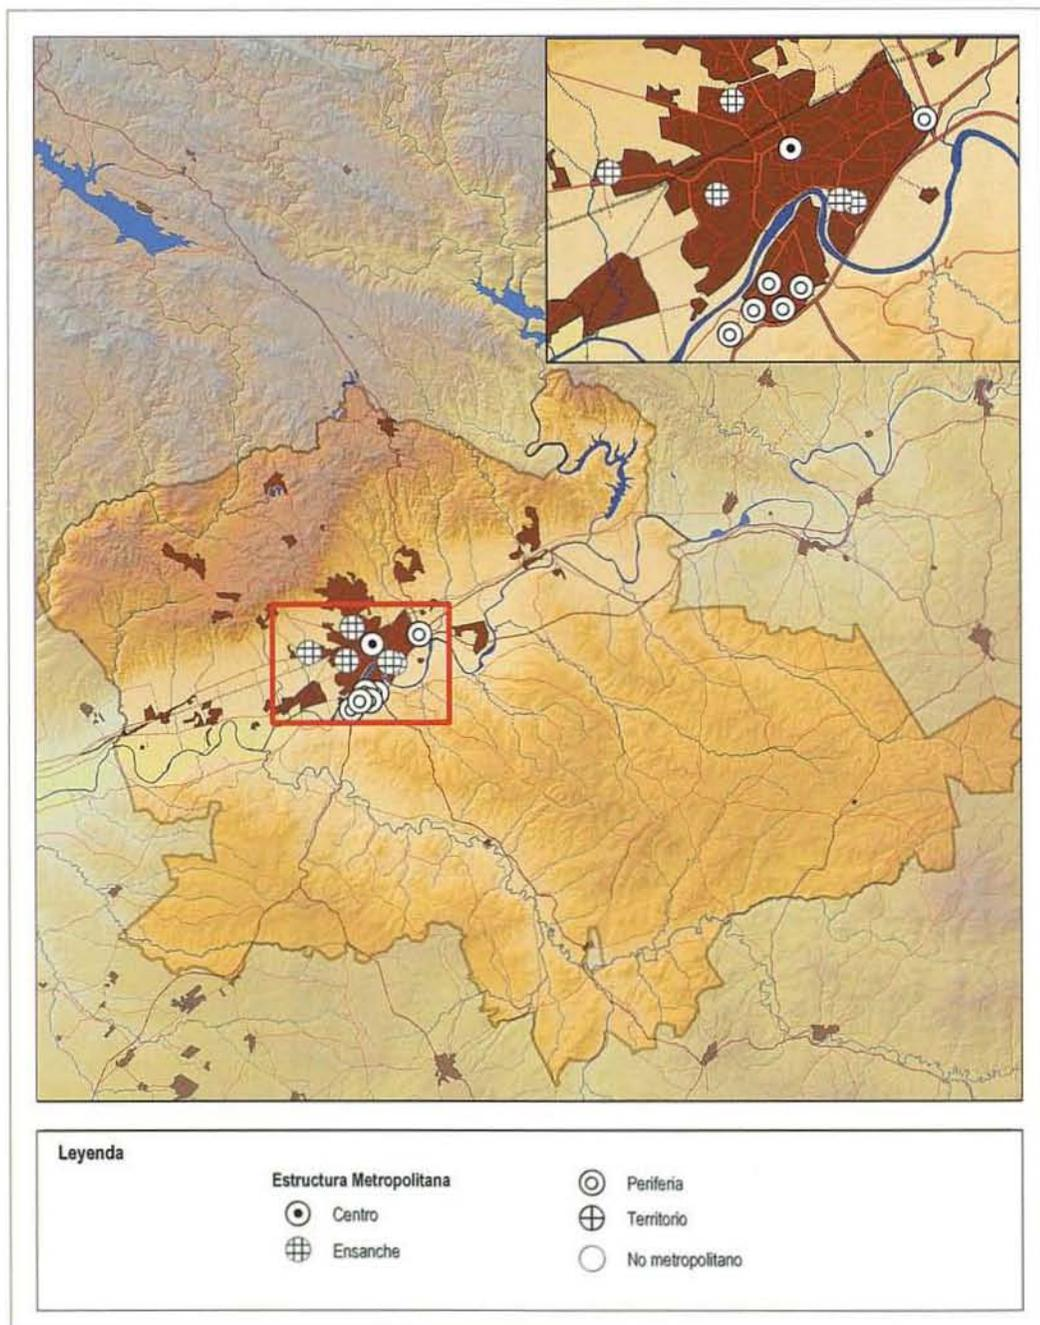 Leyenda
Estructura Metropolitana
Centro
Ensanche
Periferia
Territorio
No metropolitano